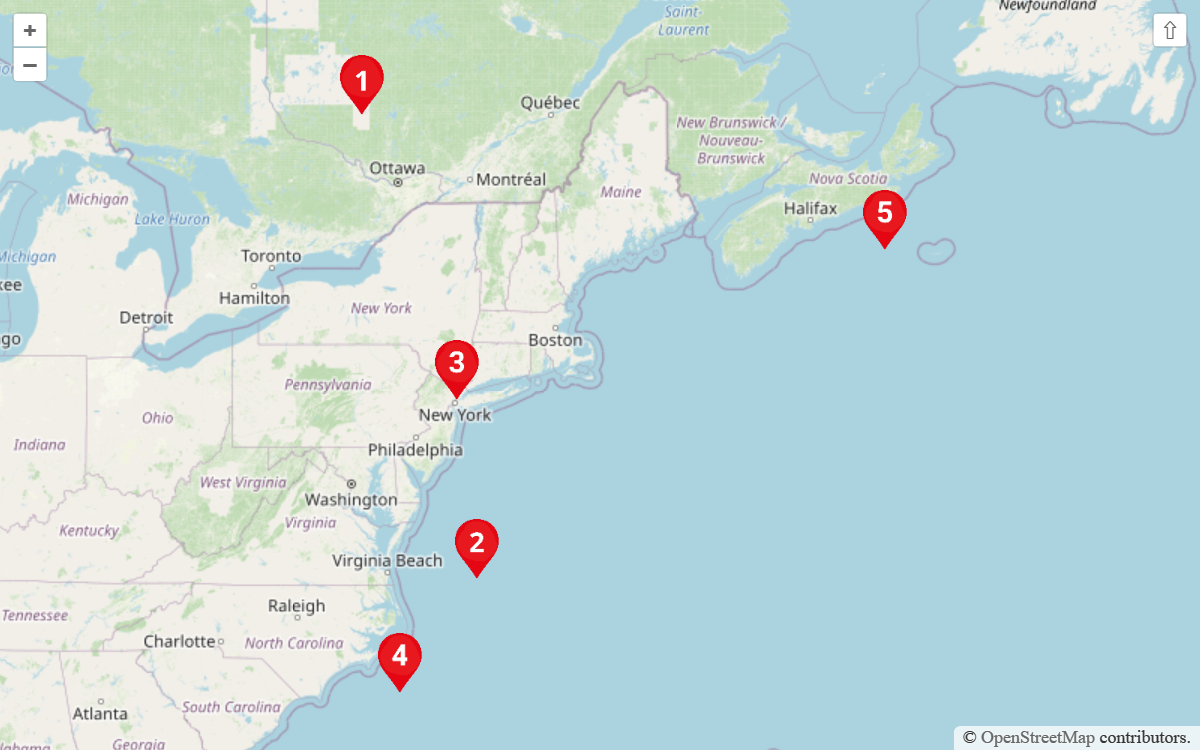 Newfoundland
+
⇧
Saint-
Laurent
−
1
Québec
New Brunswick /
Nouveau-
Brunswick
Ottawa
Montréal
Nova Scotia
Michigan
Maine
Halifax
5
Lake Huron
Toronto
Michigan
kee
Hamilton
New York
Detroit
go
Boston
3
Pennsylvania
Ohio
New York
Indiana
Philadelphia
West Virginia
Washington
Virginia
Kentucky
2
Virginia Beach
Raleigh
Tennessee
Charlotte
North Carolina
4
South Carolina
Atlanta
Georgia
labama
© OpenStreetMap contributors.